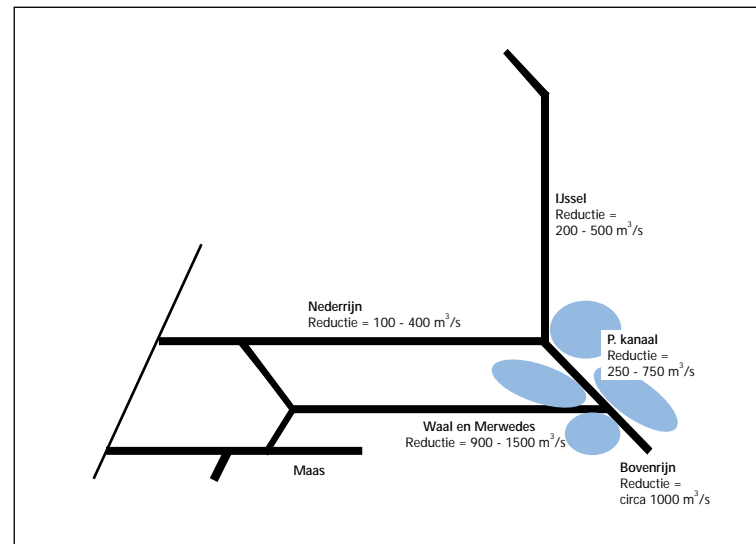 IJssel
Reductie =
200 - 500 m³/s
Nederrijn
Reductie = 100 - 400 m³/s
P. kanaal
Reductie =
250 - 750 m³/s
Waal en Merwedes
Reductie = 900 - 1500 m³/s
Maas
Bovenrijn
Reductie =
circa 1000 m³/s